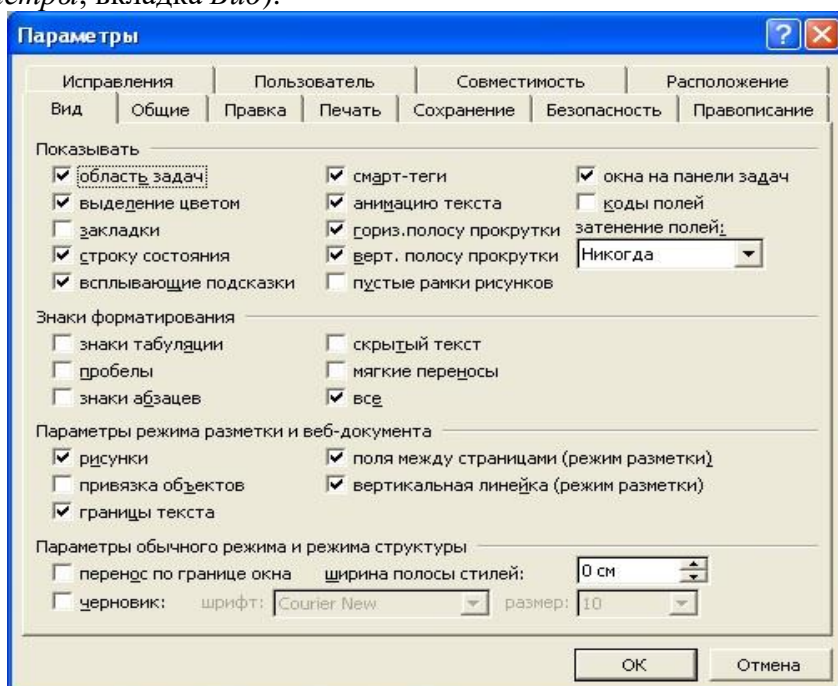 стры, вкладка Вид).
Параметры
Исправления Пользователь Совместимость Расположение
Вид Общие Правка Печать Сохранение Безопасность Правописание
Показывать
область задач смарт-теги окна на панели задач
выделение цветом анимацию текста коды полей
закладки гориз.полосу прокрутки затенение полей:
строку состояния верт. полосу прокрутки Никогда
всплывающие подсказки пустые рамки рисунков
Знаки форматирования
знаки табуляции скрытый текст
пробелы мягкие переносы
знаки абзацев все
Параметры режима разметки и веб-документа
рисунки поля между страницами (режим разметки)
привязка объектов вертикальная линейка (режим разметки)
границы текста
Параметры обычного режима и режима структуры
перенос по границе окна ширина полосы стилей: 0 см
черновик: шрифт: Courier New размер: 10
ОК Отмена